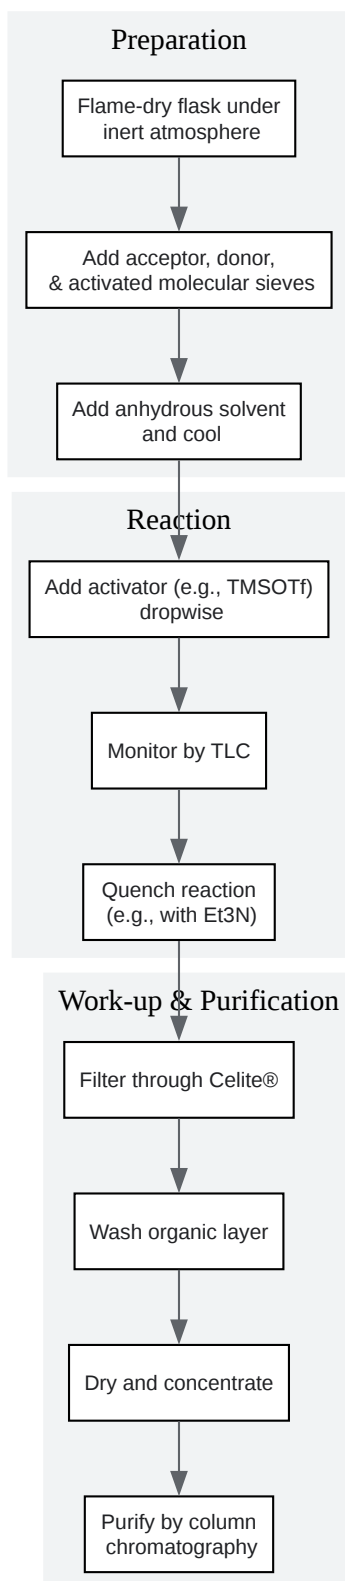 Preparation
Flame-dry flask under
inert atmosphere
Add acceptor, donor,
& activated molecular sieves
Add anhydrous solvent
and cool
Reaction
Add activator (e.g., TMSOTf)
dropwise
Monitor by TLC
Quench reaction
(e.g., with Et3N)
Work-up & Purification
Filter through Celite®
Wash organic layer
Dry and concentrate
Purify by column
chromatography